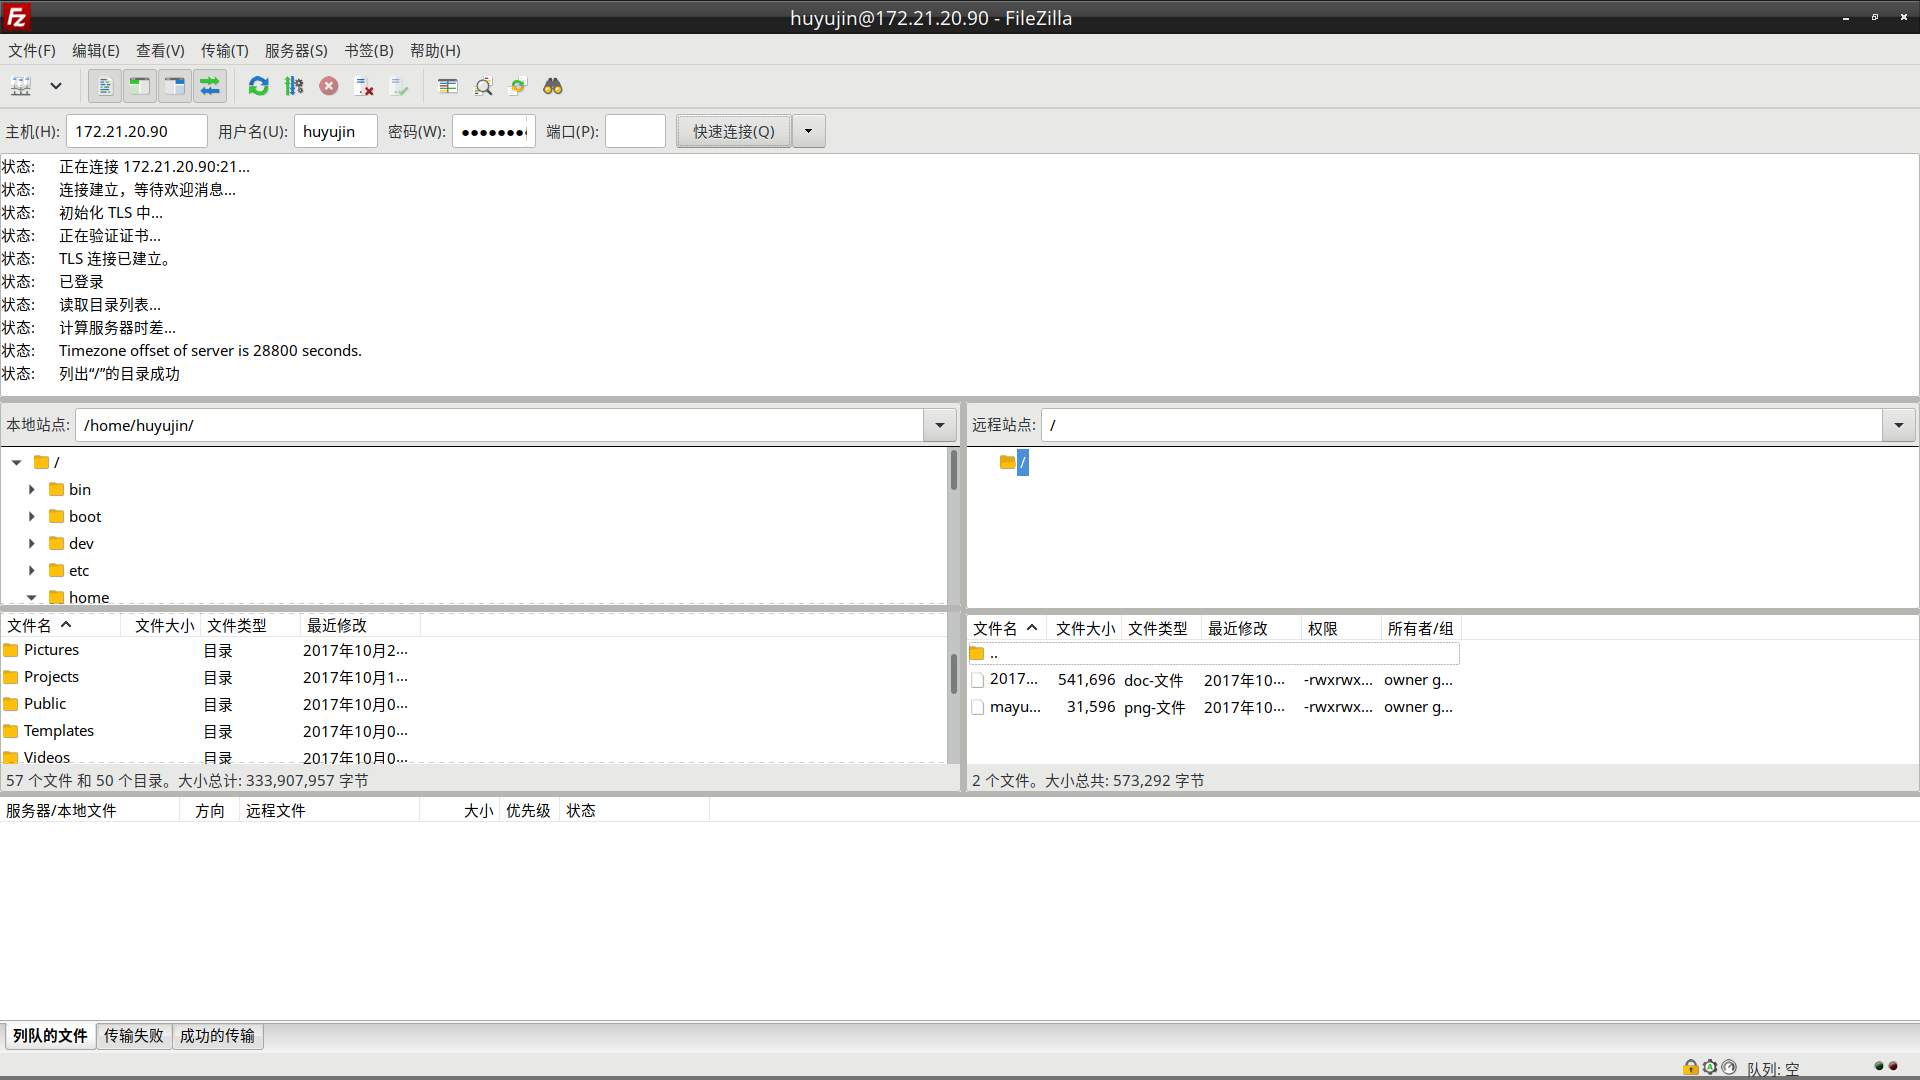 huyujin@172.21.20.90 - FileZilla
文件(F) 编辑(E) 查看(V) 传输(T) 服务器(S) 书签(B) 帮助(H)
主机(H): 172.21.20.90 用户名(U): huyujin 密码(W): 端口(P): 快速连接(Q)
状态: 正在连接 172.21.20.90:21...
状态: 连接建立，等待欢迎消息...
状态: 初始化 TLS 中...
状态: 正在验证证书...
状态: TLS 连接已建立。
状态: 已登录
状态: 读取目录列表...
状态: 计算服务器时差...
状态: Timezone offset of server is 28800 seconds.
状态: 列出“/”的目录成功
本地站点: /home/huyujin/
/
bin
boot
dev
etc
home
文件名 文件大小 文件类型 最近修改
Pictures 目录 2017年10月2...
Projects 目录 2017年10月1...
Public 目录 2017年10月0...
Templates 目录 2017年10月0...
Videos 目录 2017年10月0...
57 个文件 和 50 个目录。大小总计: 333,907,957 字节
远程站点: /
/
文件名 文件大小 文件类型 最近修改 权限 所有者/组
..
2017... 541,696 doc-文件 2017年10... -rwxrwx... owner g...
mayu... 31,596 png-文件 2017年10... -rwxrwx... owner g...
2 个文件。大小总共: 573,292 字节
服务器/本地文件 方向 远程文件 大小 优先级 状态
列队的文件 传输失败 成功的传输
队列: 空